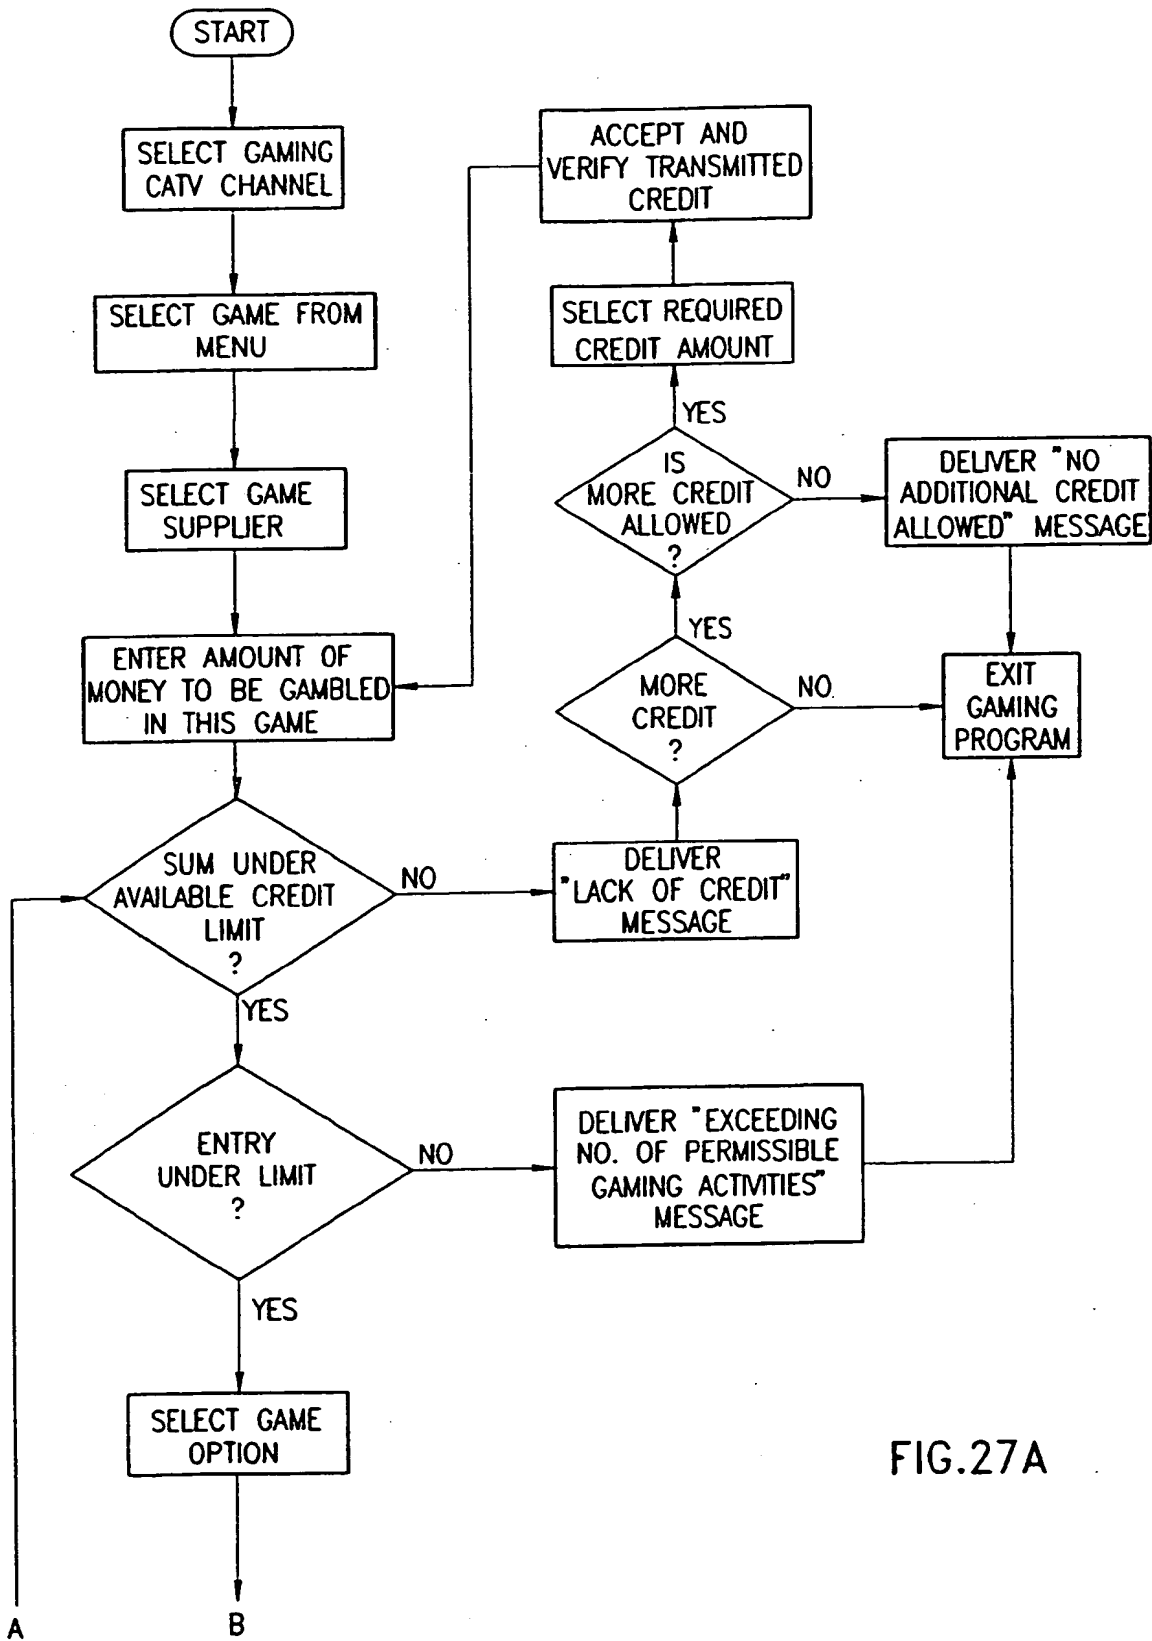 START
SELECT GAMING
CATV CHANNEL
SELECT GAME FROM
MENU
SELECT GAME
SUPPLIER
ENTER AMOUNT OF
MONEY TO BE GAMBLED
IN THIS GAME
SUM UNDER
AVAILABLE CREDIT
LIMIT
?
NO
YES
ENTRY
UNDER LIMIT
?
NO
YES
SELECT GAME
OPTION
A
B
ACCEPT AND
VERIFY TRANSMITTED
CREDIT
SELECT REQUIRED
CREDIT AMOUNT
YES
IS
MORE CREDIT
ALLOWED
?
NO
YES
MORE
CREDIT
?
NO
DELIVER
"LACK OF CREDIT"
MESSAGE
DELIVER "NO
ADDITIONAL CREDIT
ALLOWED" MESSAGE
EXIT
GAMING
PROGRAM
DELIVER "EXCEEDING
NO. OF PERMISSIBLE
GAMING ACTIVITIES"
MESSAGE
FIG.27A